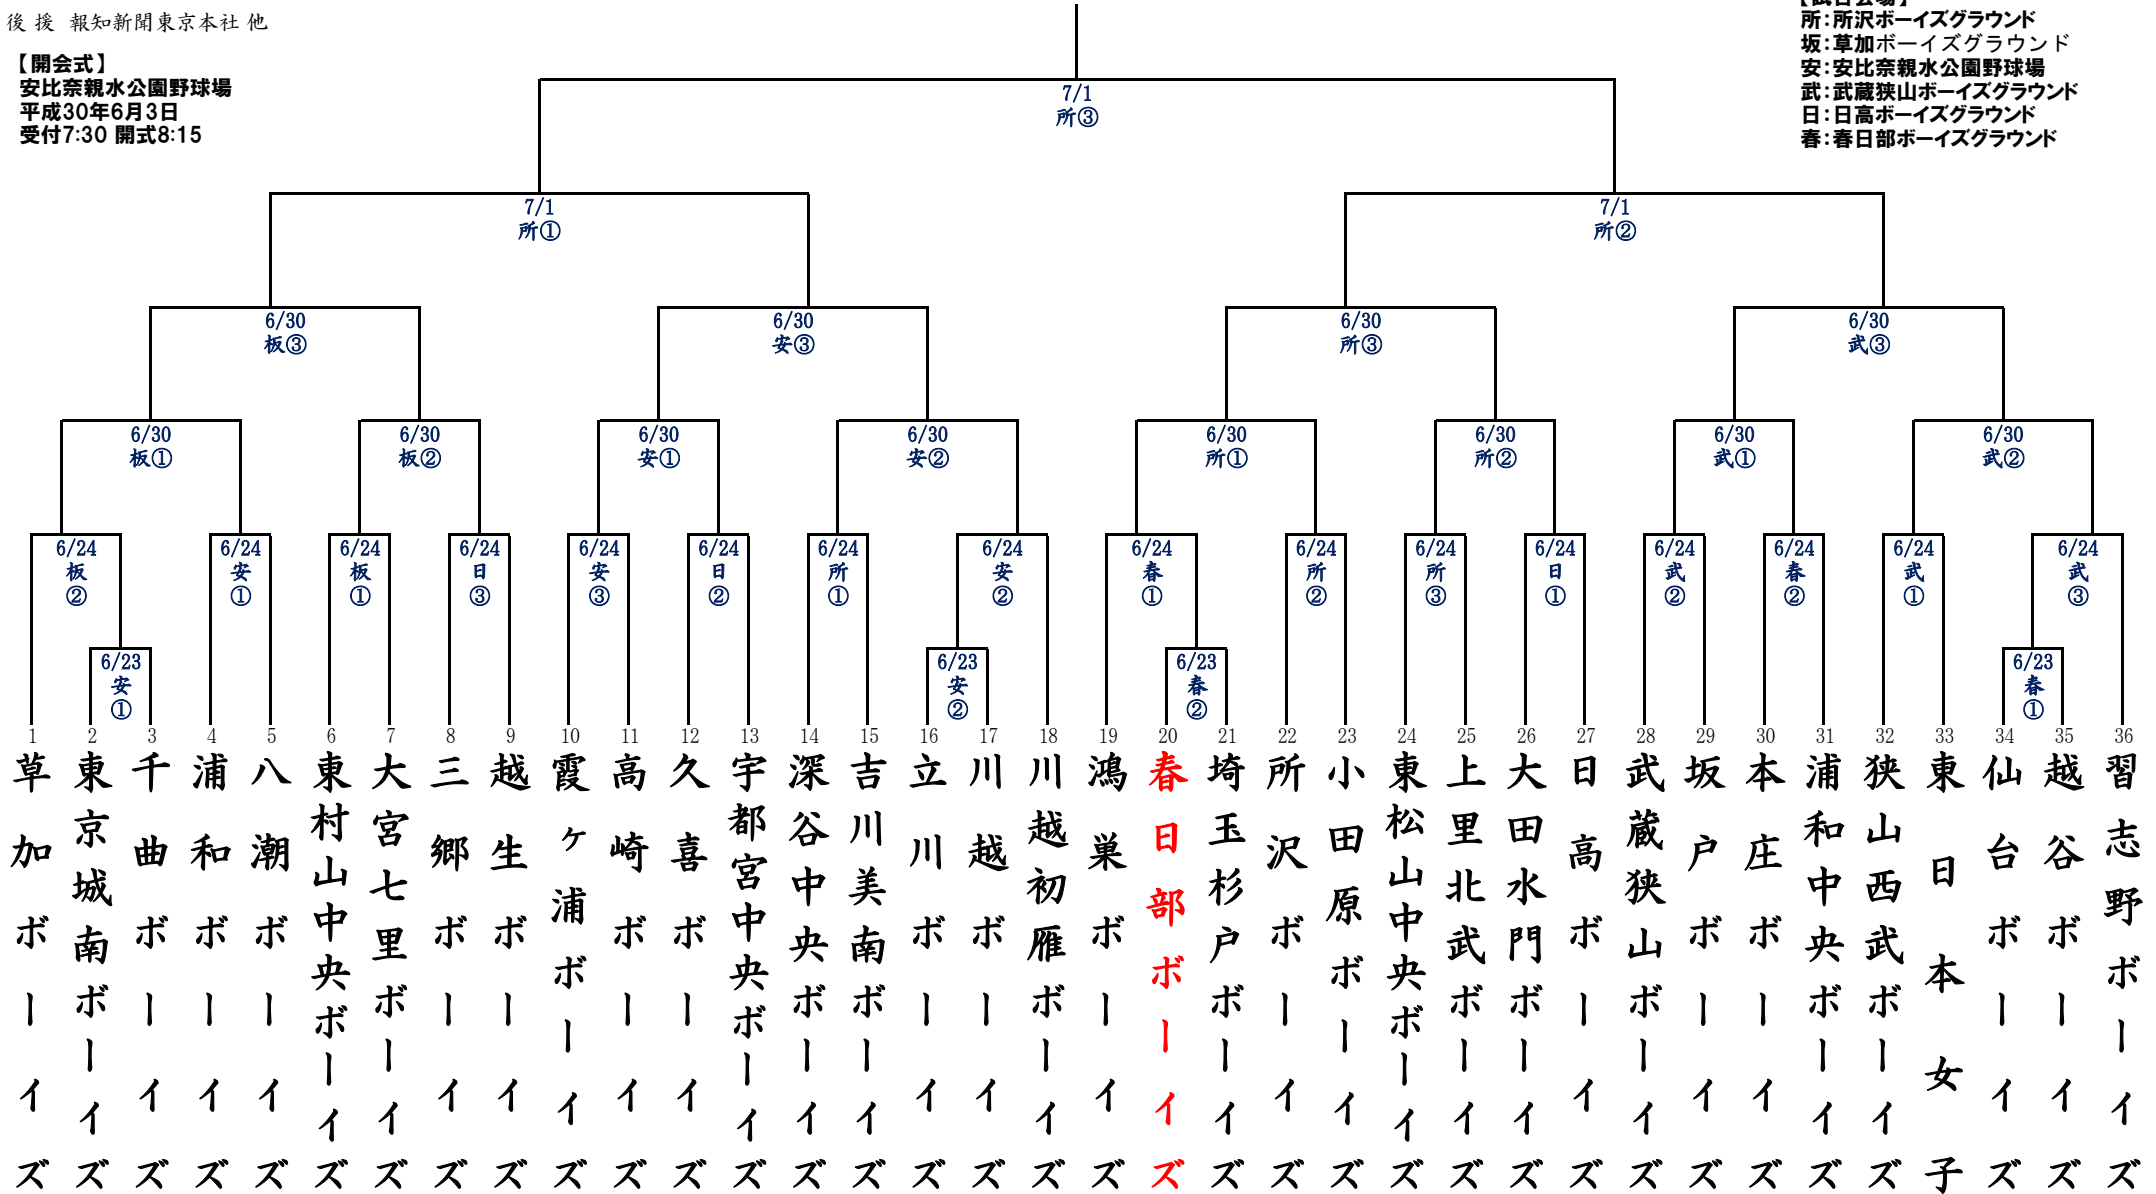 後 援 報知新聞東京本社 他
【開会式】
安比奈親水公園野球場
平成30年6月3日
受付7:30 開式8:15
【試合会場】
所:所沢ボーイズグラウンド
坂:草加ボーイズグラウンド
安:安比奈親水公園野球場
武:武蔵狭山ボーイズグラウンド
日:日高ボーイズグラウンド
春:春日部ボーイズグラウンド
7/1
所③
7/1
所①
7/1
所②
6/30
板③
6/30
安③
6/30
所③
6/30
武③
6/30
板①
6/30
板②
6/30
安①
6/30
安②
6/30
所①
6/30
所②
6/30
武①
6/30
武②
6/24
板
②
6/24
安
①
6/24
板
①
6/24
日
③
6/24
安
③
6/24
日
②
6/24
所
①
6/24
安
②
6/24
春
①
6/24
所
②
6/24
所
③
6/24
日
①
6/24
武
②
6/24
春
②
6/24
武
①
6/24
武
③
6/23
安
①
6/23
安
②
6/23
春
②
6/23
春
①
1
草加ボーイズ
2
東京城南ボーイズ
3
千曲ボーイズ
4
浦和ボーイズ
5
八潮ボーイズ
6
東村山中央ボーイズ
7
大宮七里ボーイズ
8
三郷ボーイズ
9
越生ボーイズ
10
霞ヶ浦ボーイズ
11
高崎ボーイズ
12
久喜ボーイズ
13
宇都宮中央ボーイズ
14
深谷中央ボーイズ
15
吉川美南ボーイズ
16
立川ボーイズ
17
川越ボーイズ
18
川越初雁ボーイズ
19
鴻巣ボーイズ
20
春日部ボーイズ
21
埼玉杉戸ボーイズ
22
所沢ボーイズ
23
小田原ボーイズ
24
東松山中央ボーイズ
25
上里北武ボーイズ
26
大田水門ボーイズ
27
日高ボーイズ
28
武蔵狭山ボーイズ
29
坂戸ボーイズ
30
本庄ボーイズ
31
浦和中央ボーイズ
32
狭山西武ボーイズ
33
東日本女子
34
仙台ボーイズ
35
越谷ボーイズ
36
習志野ボーイズ